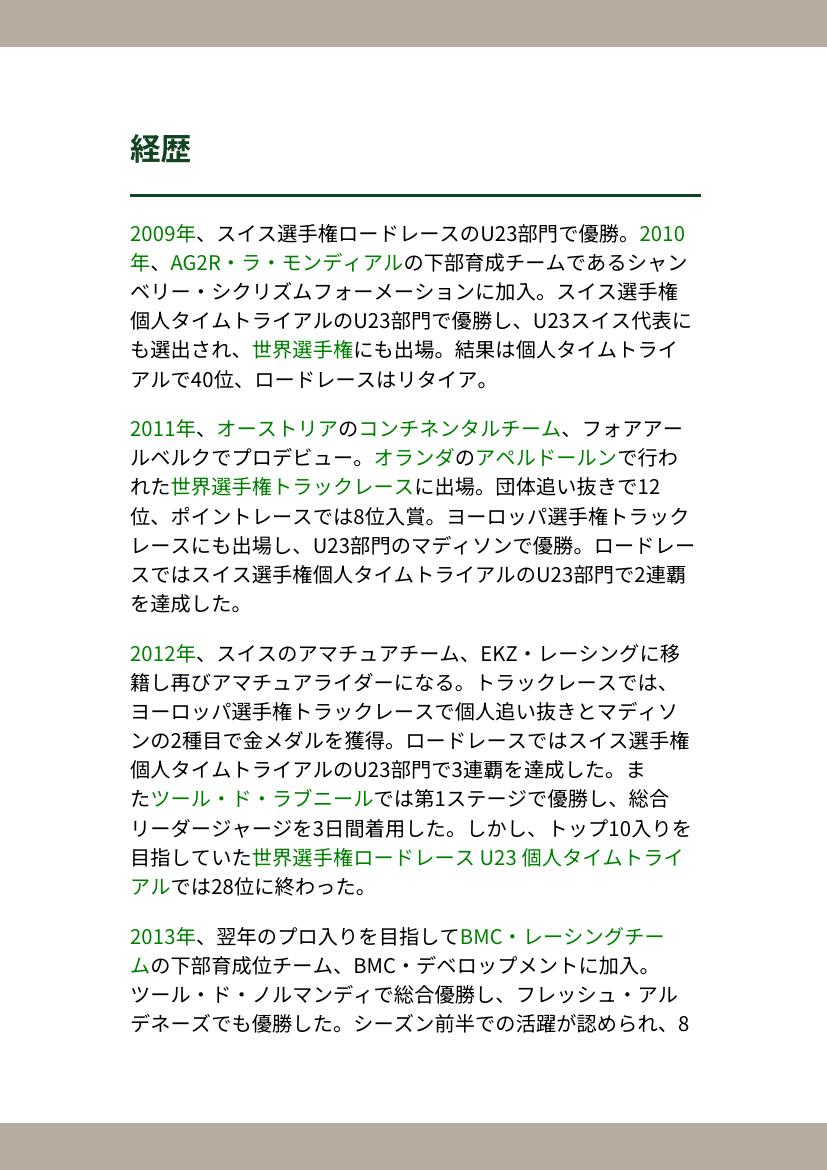 経歴
2009年、スイス選手権ロードレースのU23部門で優勝。2010
年、AG2R・ラ・モンディアルの下部育成チームであるシャン
ベリー・シクリズムフォーメーションに加入。スイス選手権
個人タイムトライアルのU23部門で優勝し、U23スイス代表に
も選出され、世界選手権にも出場。結果は個人タイムトライ
アルで40位、ロードレースはリタイア。
2011年、オーストリアのコンチネンタルチーム、フォアアー
ルベルクでプロデビュー。オランダのアペルドールンで行わ
れた世界選手権トラックレースに出場。団体追い抜きで12
位、ポイントレースでは8位入賞。ヨーロッパ選手権トラック
レースにも出場し、U23部門のマディソンで優勝。ロードレー
スではスイス選手権個人タイムトライアルのU23部門で2連覇
を達成した。
2012年、スイスのアマチュアチーム、EKZ・レーシングに移
籍し再びアマチュアライダーになる。トラックレースでは、
ヨーロッパ選手権トラックレースで個人追い抜きとマディソ
ンの2種目で金メダルを獲得。ロードレースではスイス選手権
個人タイムトライアルのU23部門で3連覇を達成した。ま
たツール・ド・ラブニールでは第1ステージで優勝し、総合
リーダージャージを3日間着用した。しかし、トップ10入りを
目指していた世界選手権ロードレース U23 個人タイムトライ
アルでは28位に終わった。
2013年、翌年のプロ入りを目指してBMC・レーシングチー
ムの下部育成位チーム、BMC・デベロップメントに加入。
ツール・ド・ノルマンディで総合優勝し、フレッシュ・アル
デネーズでも優勝した。シーズン前半での活躍が認められ、8